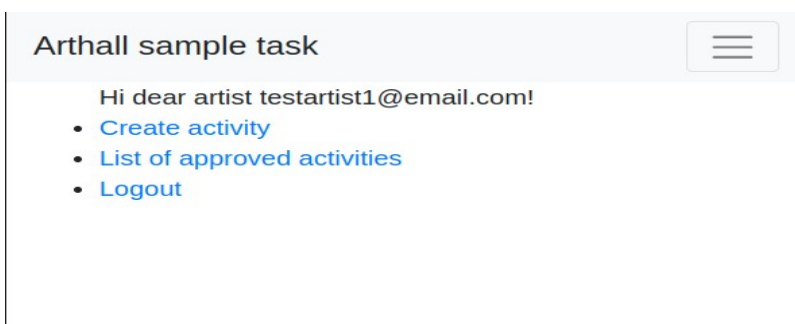 Arthall sample task
Hi dear artist testartist1@email.com!
Create activity
List of approved activities
Logout